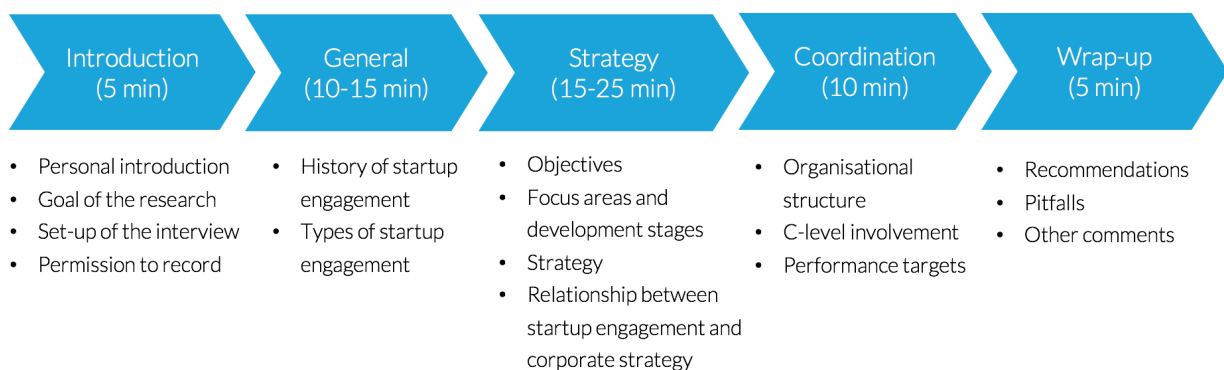 Introduction
(5 min)
General
(10-15 min)
Strategy
(15-25 min)
Coordination
(10 min)
Wrap-up
(5 min)
• Personal introduction
• Goal of the research
• Set-up of the interview
• Permission to record
• History of startup
engagement
• Types of startup
engagement
• Objectives
• Focus areas and
development stages
• Strategy
• Relationship between
startup engagement and
corporate strategy
• Organisational
structure
• C-level involvement
• Performance targets
• Recommendations
• Pitfalls
• Other comments